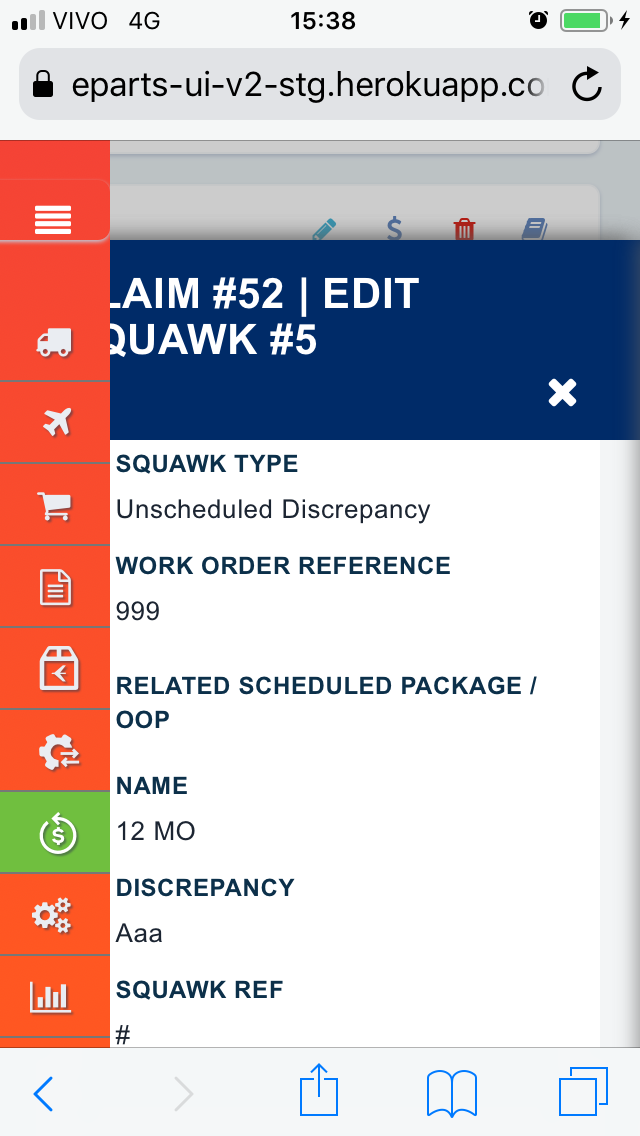 VIVO 4G 15:38
eparts-ui-v2-stg.herokuapp.co
LAIM #52 | EDIT
QUAWK #5
SQUAWK TYPE
Unscheduled Discrepancy
WORK ORDER REFERENCE
999
RELATED SCHEDULED PACKAGE /
OOP
NAME
12 MO
DISCREPANCY
Aaa
SQUAWK REF
#